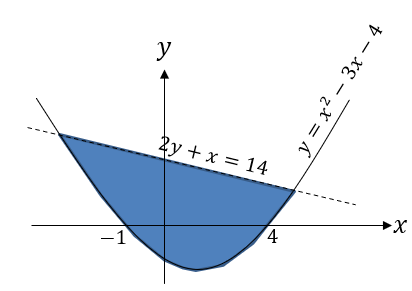 y
y = x² − 3x − 4
2y + x = 14
x
−1
4